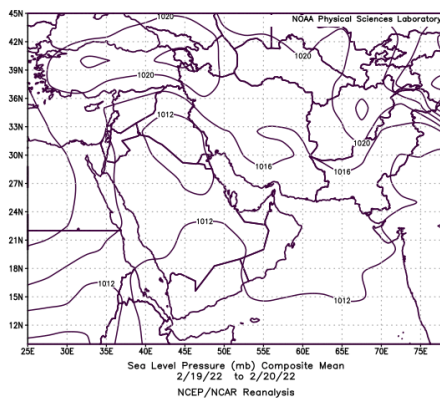 NOAA Physical Sciences Laboratory
45N
42N
39N
36N
33N
30N
27N
24N
21N
18N
15N
12N
1020
1020
1020
1012
1016
1020
1016
1012
1012
1012
25E 30E 35E 40E 45E 50E 55E 60E 65E 70E 75E
Sea Level Pressure (mb) Composite Mean
2/19/22 to 2/20/22
NCEP/NCAR Reanalysis